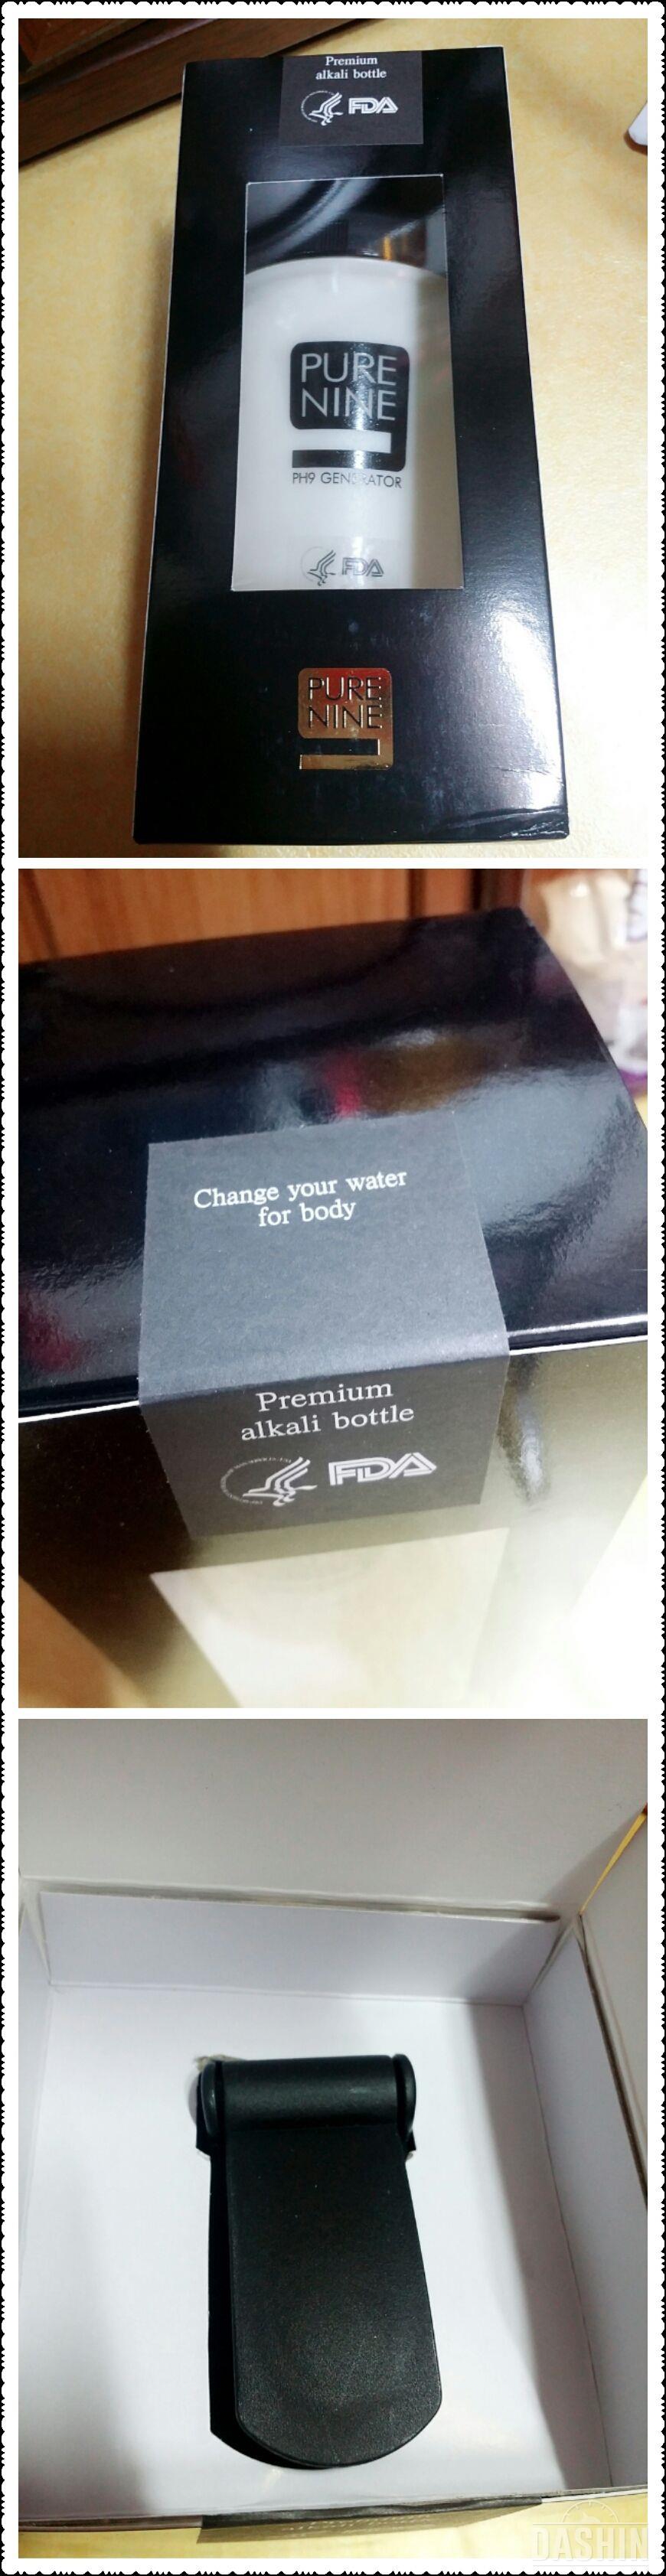 Premium
alkali bottle
FDA
PURE
NINE
PH9 GENERATOR
FDA
PURE
NINE
Change your water
for body
Premium
alkali bottle
FDA
DASHIN